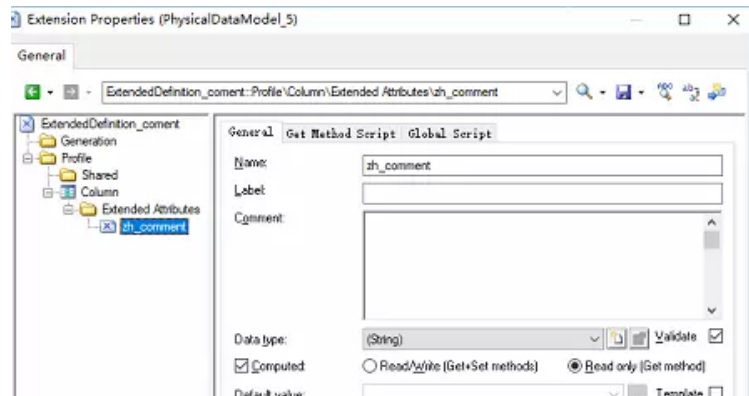 Extension Properties (PhysicalDataModel_5)
General
ExtendedDefinition_coment::Profile\Column\Extended Attributes\zh_comment
ExtendedDefinition_coment
Generation
Profile
Shared
Column
Extended Attributes
zh_comment
General Get Method Script Global Script
Name: zh_comment
Label:
Comment:
Data type: (String) Validate
Computed Read/Write (Get+Set methods) Read only (Get method)
Default value: Template